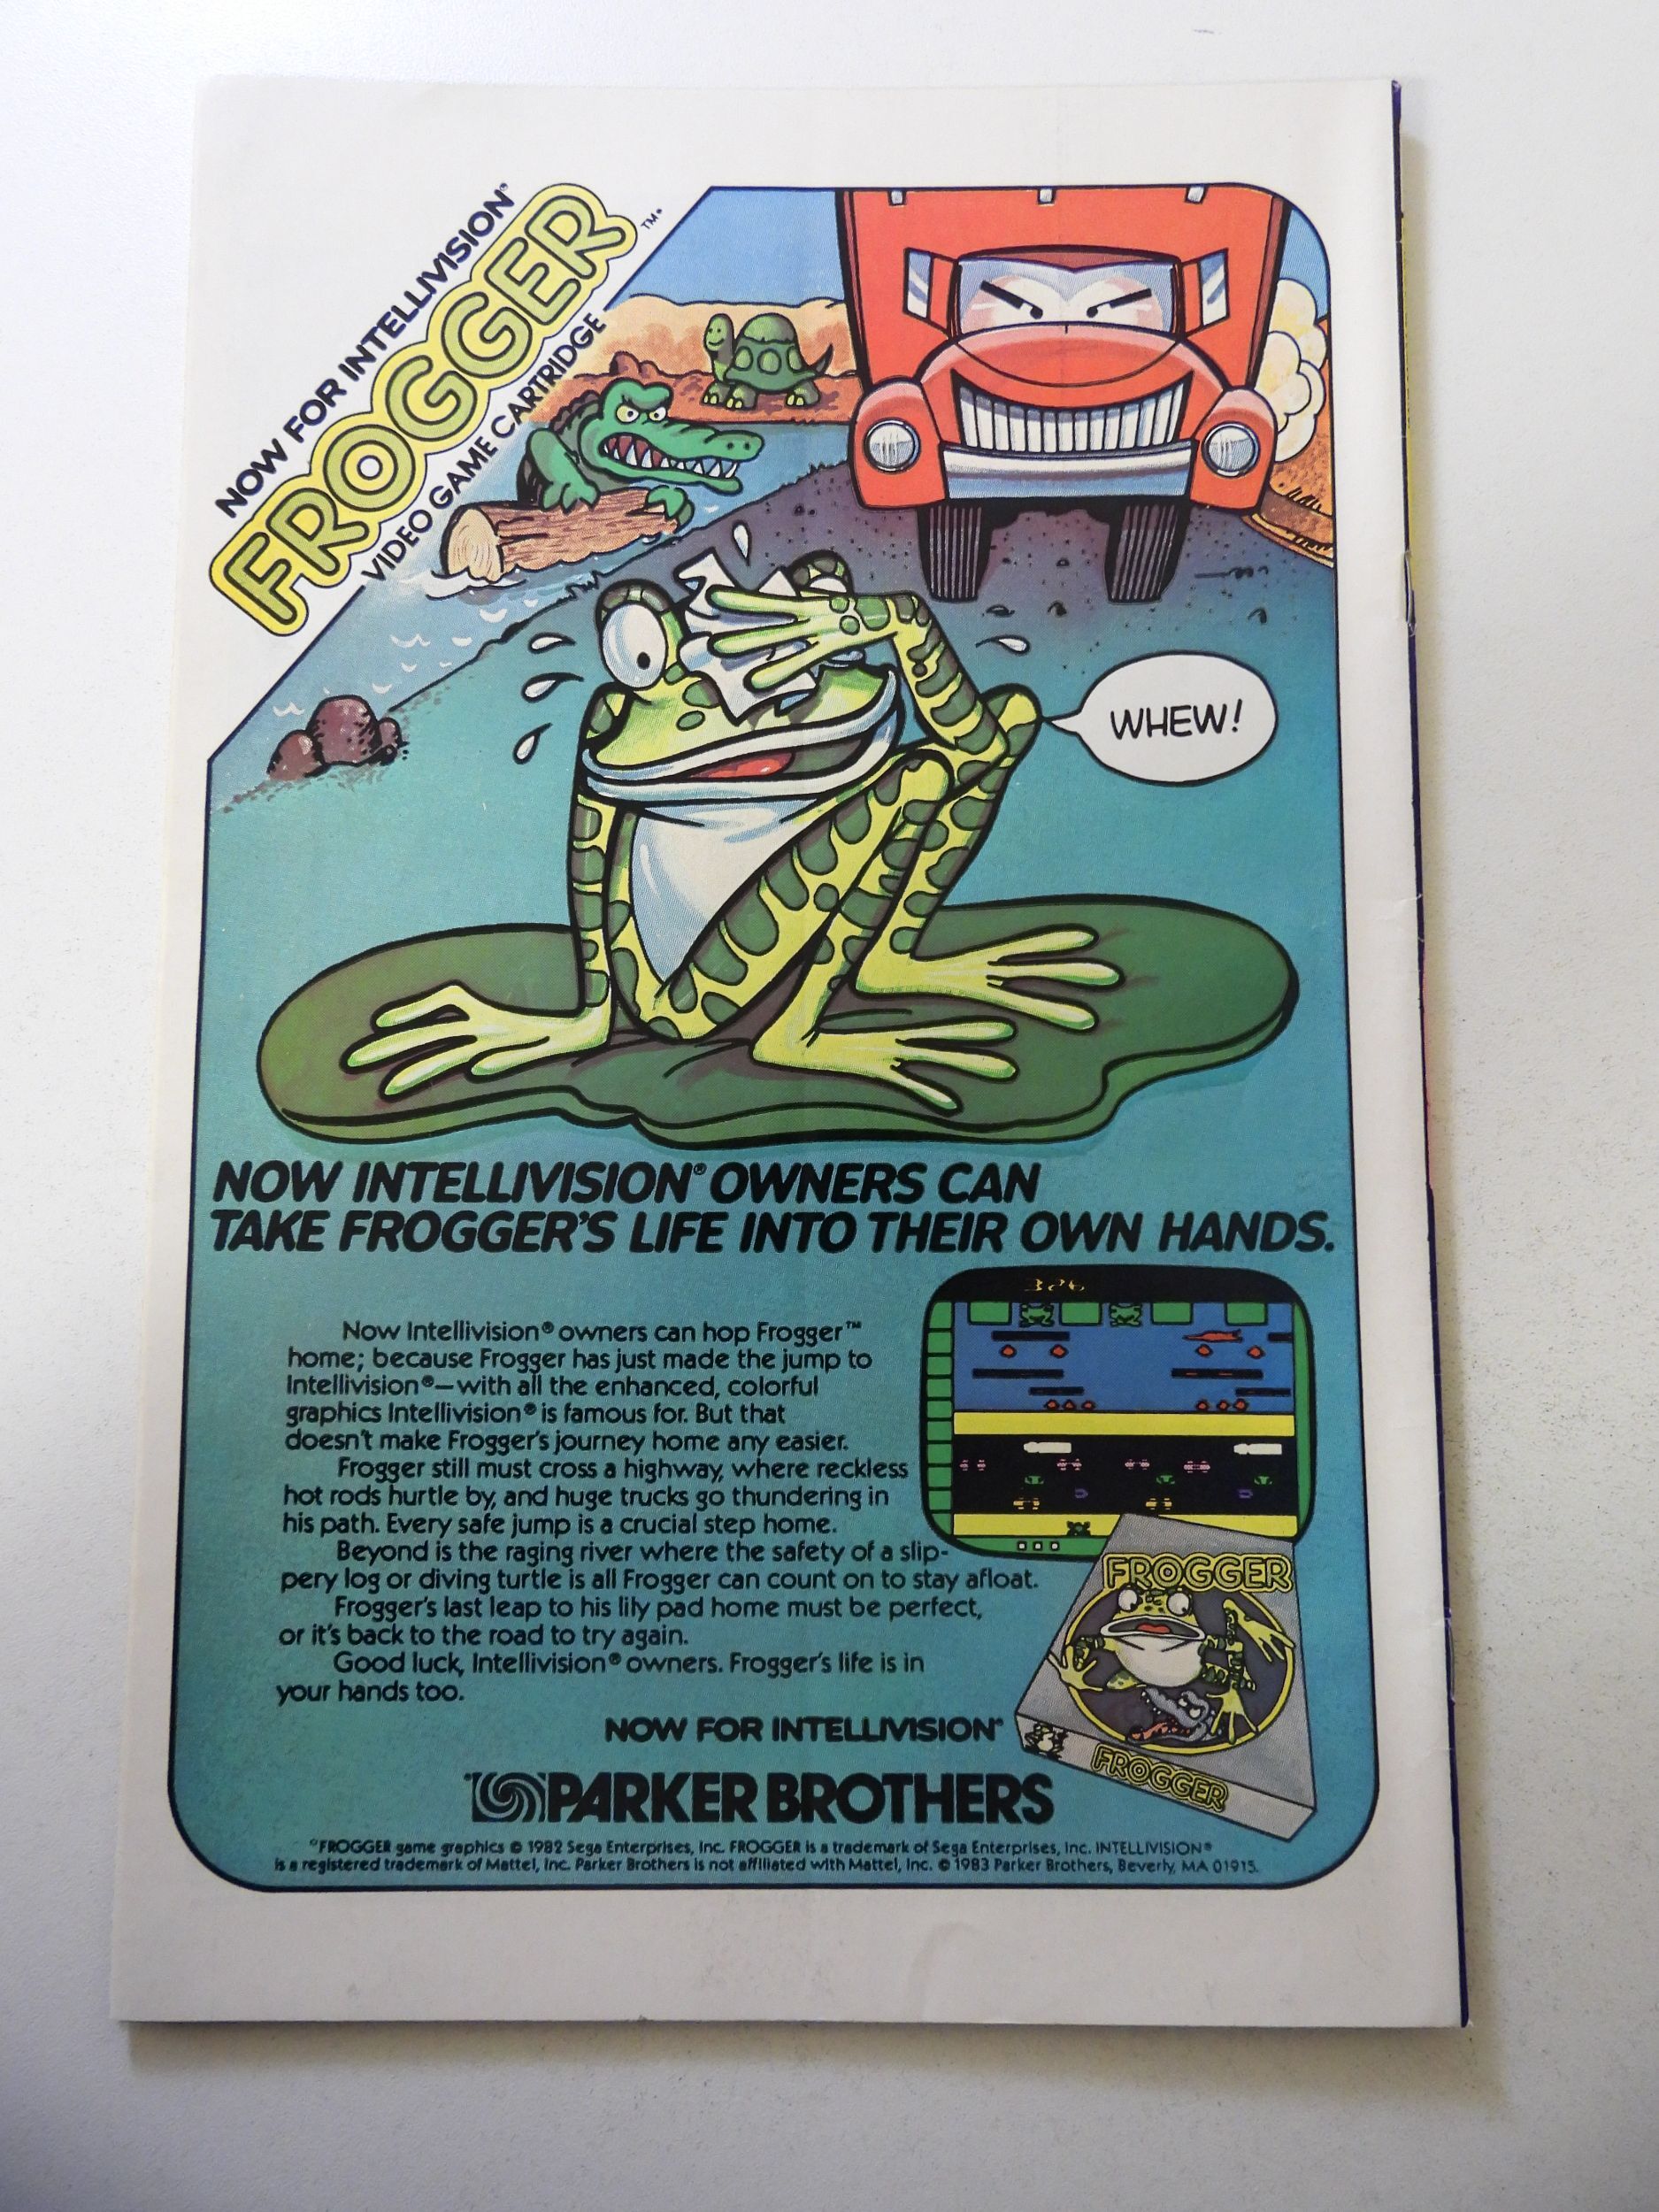 NOW FOR INTELLIVISION®
FROGGER™
VIDEO GAME CARTRIDGE
WHEW!
NOW INTELLIVISION® OWNERS CAN
TAKE FROGGER'S LIFE INTO THEIR OWN HANDS.
326
Now Intellivision® owners can hop Frogger™
home; because Frogger has just made the jump to
Intellivision®—with all the enhanced, colorful
graphics Intellivision® is famous for. But that
doesn't make Frogger's journey home any easier.
Frogger still must cross a highway, where reckless
hot rods hurtle by, and huge trucks go thundering in
his path. Every safe jump is a crucial step home.
Beyond is the raging river where the safety of a slip-
pery log or diving turtle is all Frogger can count on to stay afloat.
Frogger's last leap to his lily pad home must be perfect,
or it's back to the road to try again.
Good luck, Intellivision® owners. Frogger's life is in
your hands too.
FROGGER
FROGGER
NOW FOR INTELLIVISION®
PARKER BROTHERS
©FROGGER game graphics © 1982 Sega Enterprises, Inc. FROGGER is a trademark of Sega Enterprises, Inc. INTELLIVISION®
is a registered trademark of Mattel, Inc. Parker Brothers is not affiliated with Mattel, Inc. © 1983 Parker Brothers, Beverly, MA 01915.